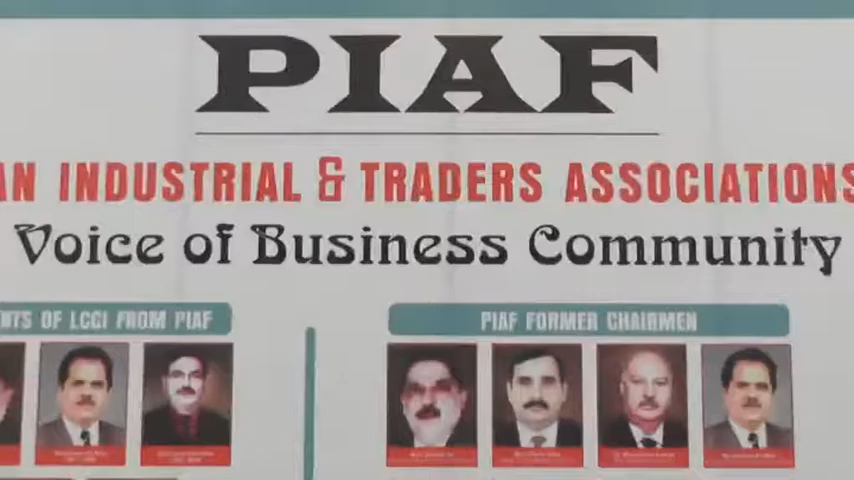 PIAF
AN INDUSTRIAL & TRADERS ASSOCIATIONS
Voice of Business Community
NTS OF LCCI FROM PIAF
PIAF FORMER CHAIRMEN